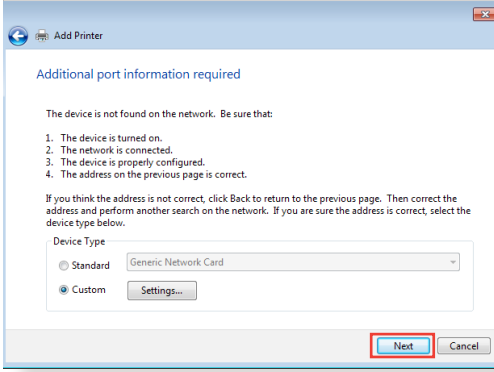 Add Printer
Additional port information required
The device is not found on the network. Be sure that:
1. The device is turned on.
2. The network is connected.
3. The device is properly configured.
4. The address on the previous page is correct.
If you think the address is not correct, click Back to return to the previous page. Then correct the
address and perform another search on the network. If you are sure the address is correct, select the
device type below.
Device Type
Standard Generic Network Card
Custom Settings...
Next Cancel